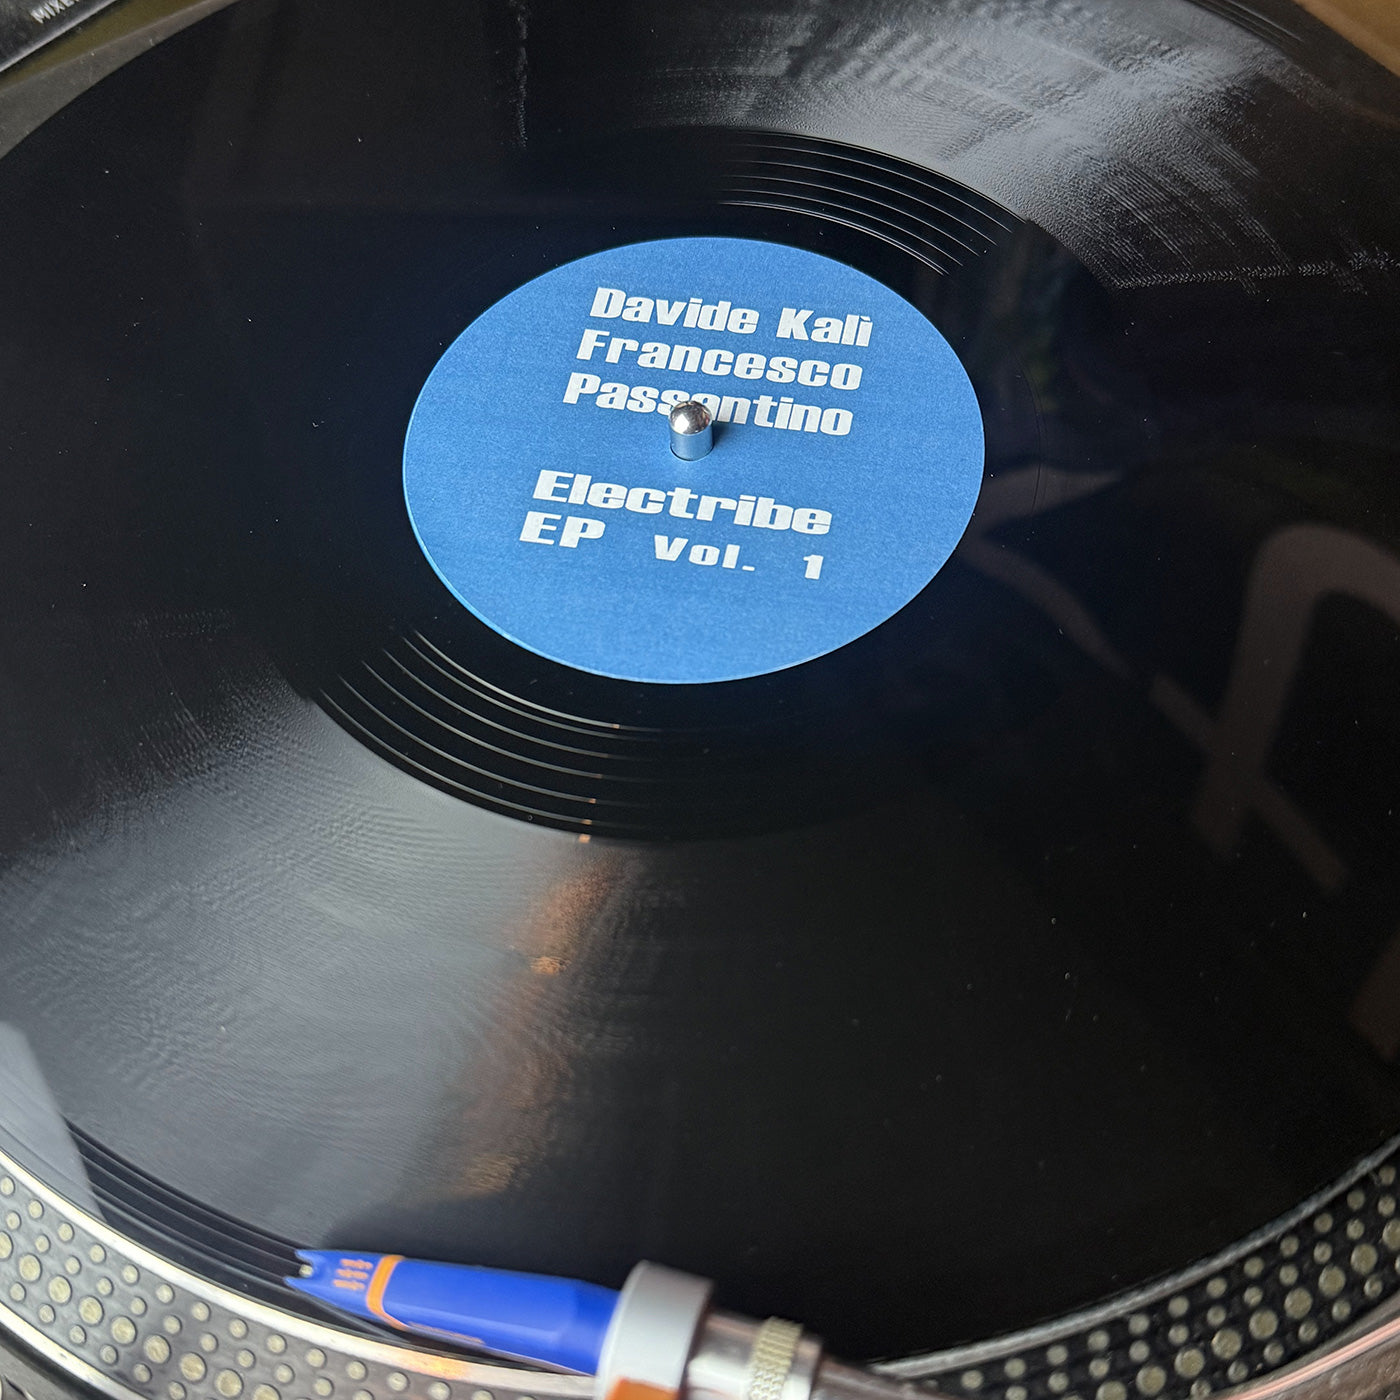 Davide Kalì
Francesco
Passantino
Electribe
EP Vol. 1